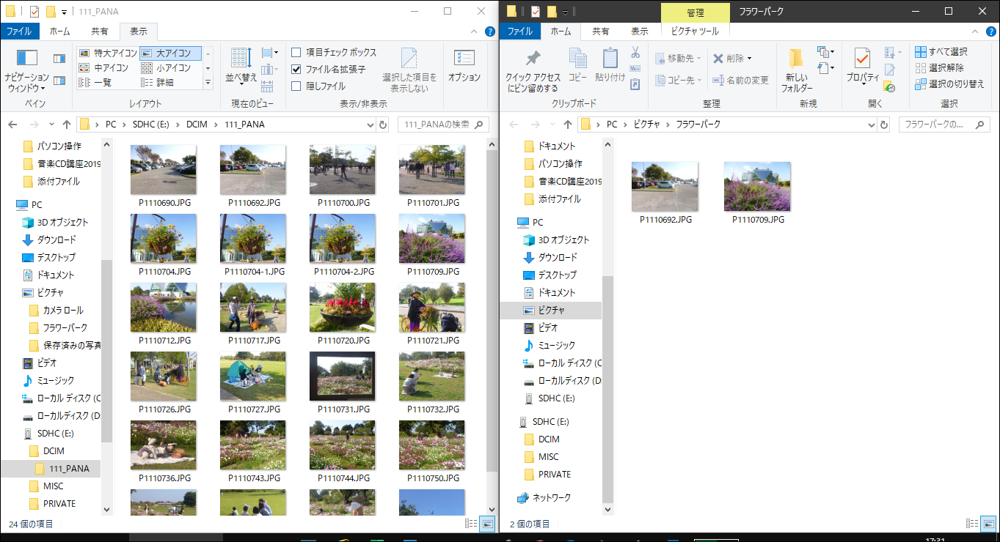 111_PANA
ファイル
ホーム
共有
表示
ナビゲーション
ウィンドウ
ペイン
特大アイコン
大アイコン
中アイコン
小アイコン
一覧
詳細
レイアウト
並べ替え
現在のビュー
項目チェック ボックス
ファイル名拡張子
隠しファイル
選択した項目を
表示しない
表示/非表示
オプション
PC
SDHC (E:)
DCIM
111_PANA
111_PANAの検索
パソコン操作
音楽CD講座2019
添付ファイル
PC
3D オブジェクト
ダウンロード
デスクトップ
ドキュメント
ピクチャ
カメラ ロール
フラワーパーク
保存済みの写真
ビデオ
ミュージック
ローカル ディスク (C
ローカルディスク (D:
SDHC (E:)
DCIM
111_PANA
MISC
PRIVATE
P1110690.JPG
P1110692.JPG
P1110700.JPG
P1110701.JPG
P1110704.JPG
P1110704-1.JPG
P1110704-2.JPG
P1110709.JPG
P1110712.JPG
P1110717.JPG
P1110720.JPG
P1110721.JPG
P1110726.JPG
P1110727.JPG
P1110731.JPG
P1110732.JPG
P1110736.JPG
P1110743.JPG
P1110744.JPG
P1110750.JPG
24 個の項目
管理
フラワーパーク
ファイル
ホーム
共有
表示
ピクチャ ツール
クイック アクセス
にピン留めする
コピー
貼り付け
クリップボード
移動先
コピー先
削除
名前の変更
整理
新しい
フォルダー
新規
プロパティ
開く
すべて選択
選択解除
選択の切り替え
選択
PC
ピクチャ
フラワーパーク
フラワーパークの...
ドキュメント
パソコン操作
音楽CD講座2019
添付ファイル
PC
3D オブジェクト
ダウンロード
デスクトップ
ドキュメント
ピクチャ
ビデオ
ミュージック
ローカル ディスク (C
ローカルディスク (D:
SDHC (E:)
SDHC (E:)
DCIM
MISC
PRIVATE
ネットワーク
P1110692.JPG
P1110709.JPG
2 個の項目